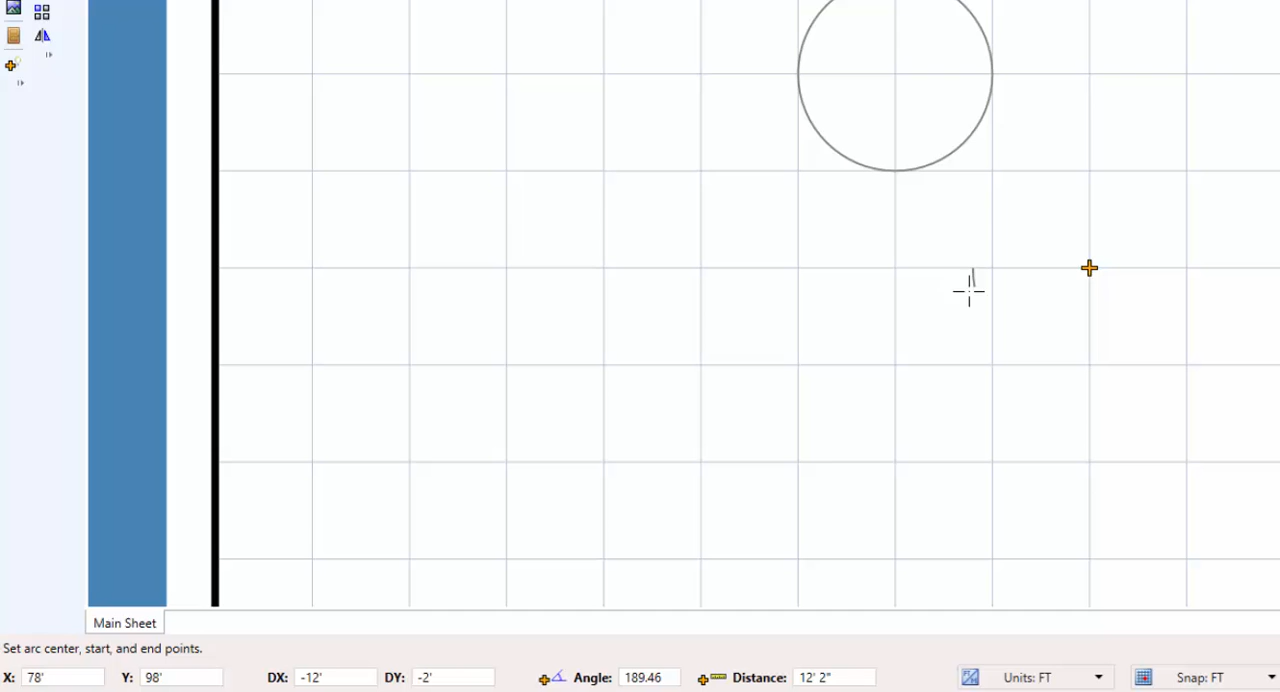 Main Sheet
Set arc center, start, and end points.
X: 78' Y: 98' DX: -12' DY: -2' Angle: 189.46 Distance: 12' 2" Units: FT Snap: FT